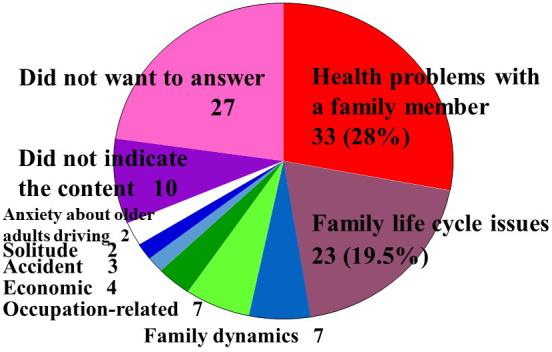 Health problems with
a family member
33 (28%)
Family life cycle issues
23 (19.5%)
Family dynamics 7
Occupation-related 7
Economic 4
Accident 3
Solitude 2
Anxiety about older
adults driving 2
Did not indicate
the content 10
Did not want to answer
27